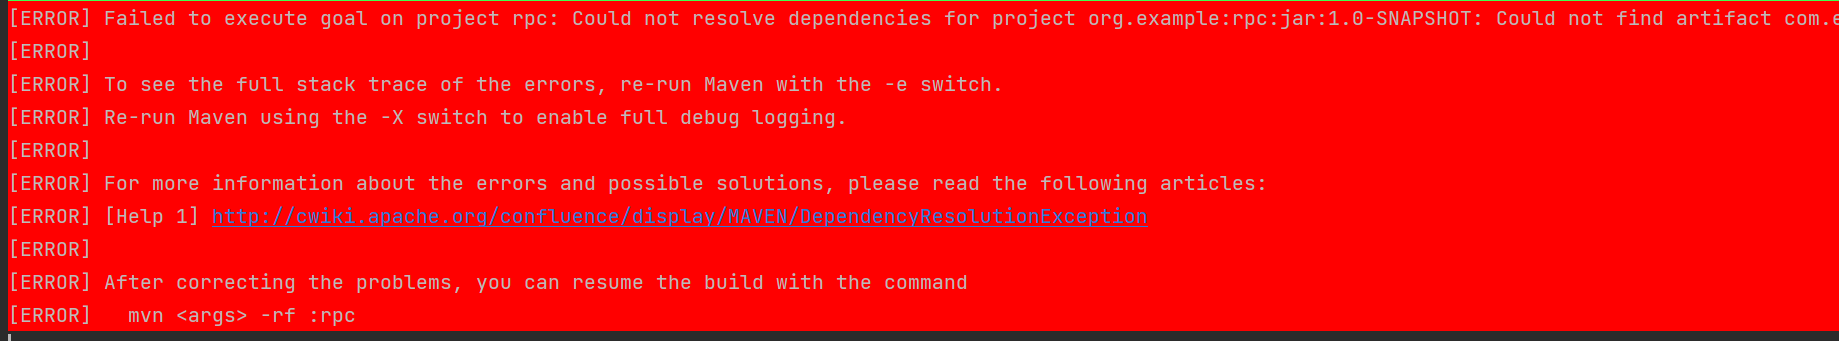 [ERROR] Failed to execute goal on project rpc: Could not resolve dependencies for project org.example:rpc:jar:1.0-SNAPSHOT: Could not find artifact com.e
[ERROR]
[ERROR] To see the full stack trace of the errors, re-run Maven with the -e switch.
[ERROR] Re-run Maven using the -X switch to enable full debug logging.
[ERROR]
[ERROR] For more information about the errors and possible solutions, please read the following articles:
[ERROR] [Help 1] http://cwiki.apache.org/confluence/display/MAVEN/DependencyResolutionException
[ERROR]
[ERROR] After correcting the problems, you can resume the build with the command
[ERROR]   mvn <args> -rf :rpc